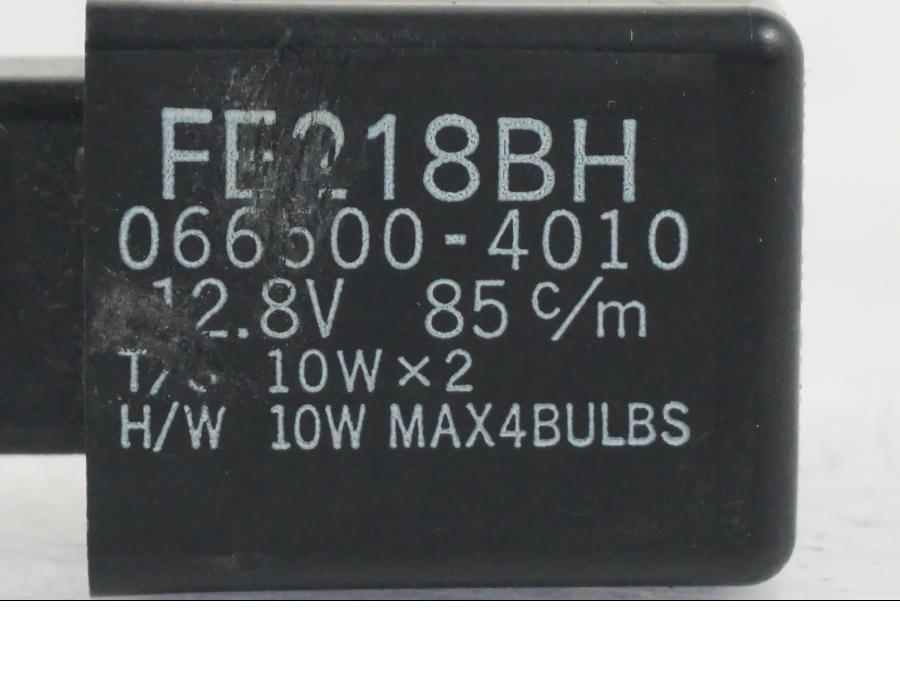 FE218BH
066500-4010
12.8V 85 c/m
T/S 10W×2
H/W 10W MAX4BULBS